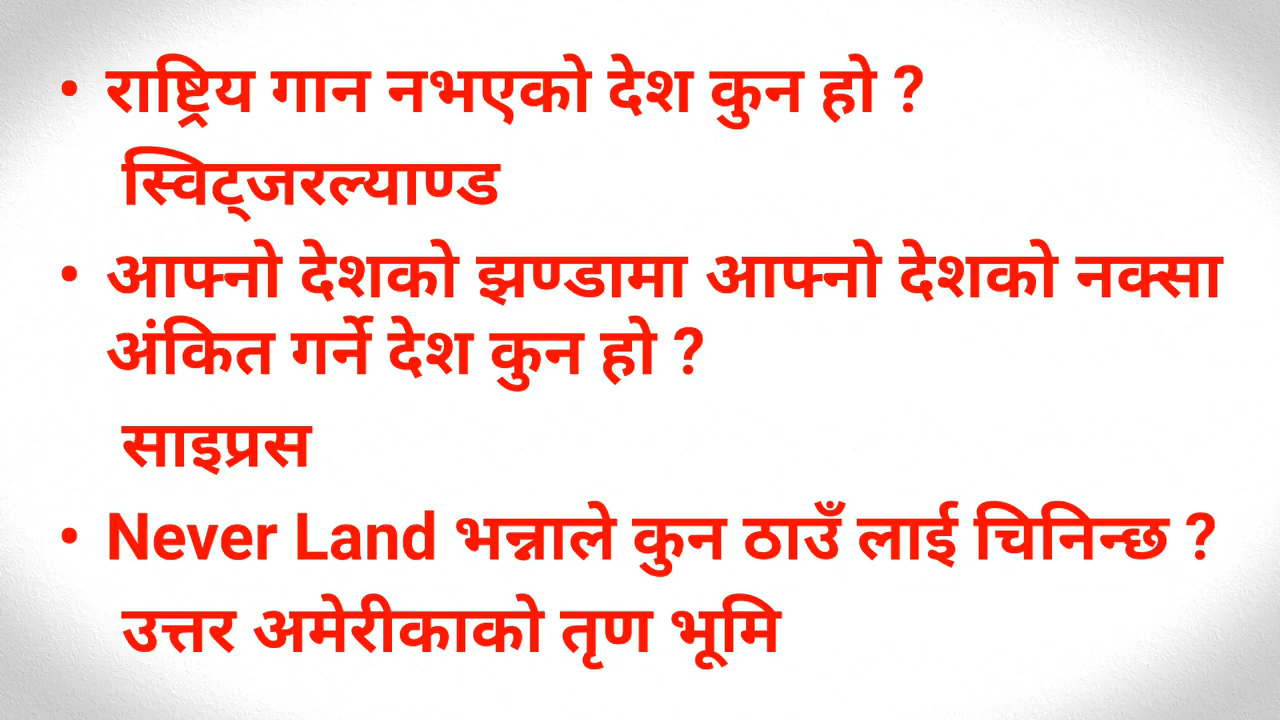 • राष्ट्रिय गान नभएको देश कुन हो ?
स्विट्जरल्याण्ड
• आफ्नो देशको झण्डामा आफ्नो देशको नक्सा
अंकित गर्ने देश कुन हो ?
साइप्रस
• Never Land भन्नाले कुन ठाउँ लाई चिनिन्छ ?
उत्तर अमेरीकाको तृण भूमि